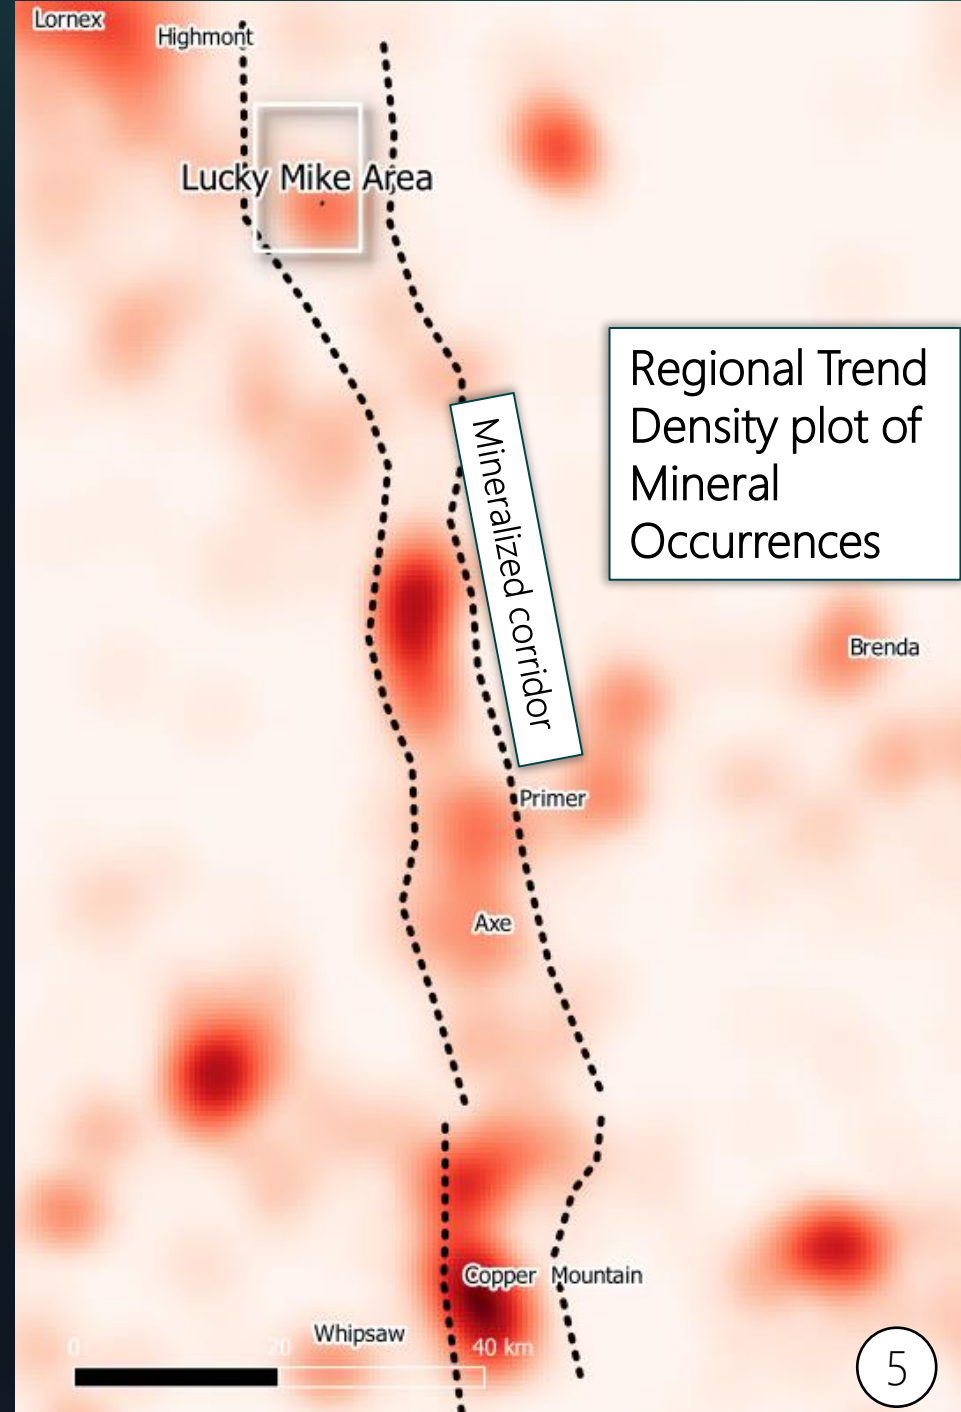 Lornex
Highmont
Lucky Mike Area
Regional Trend
Density plot of
Mineral
Occurrences
Mineralized corridor
Brenda
Primer
Axe
Copper Mountain
Whipsaw
0 20 40 km
5